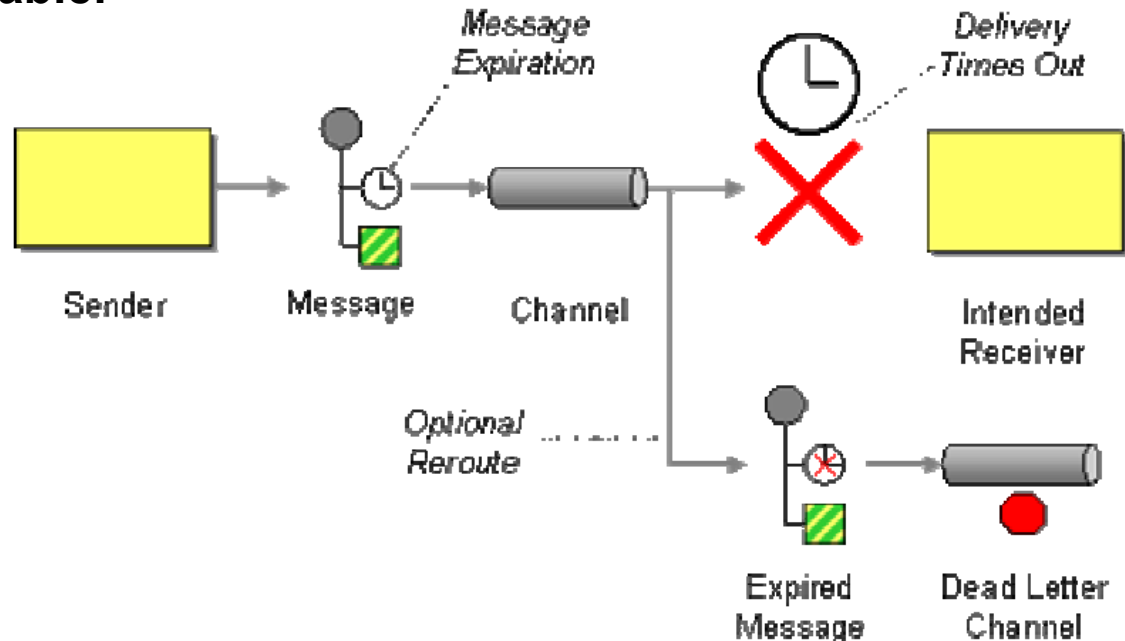 Message
Expiration
Delivery
Times Out
Sender
Message
Channel
Intended
Receiver
Optional
Reroute
Expired
Message
Dead Letter
Channel